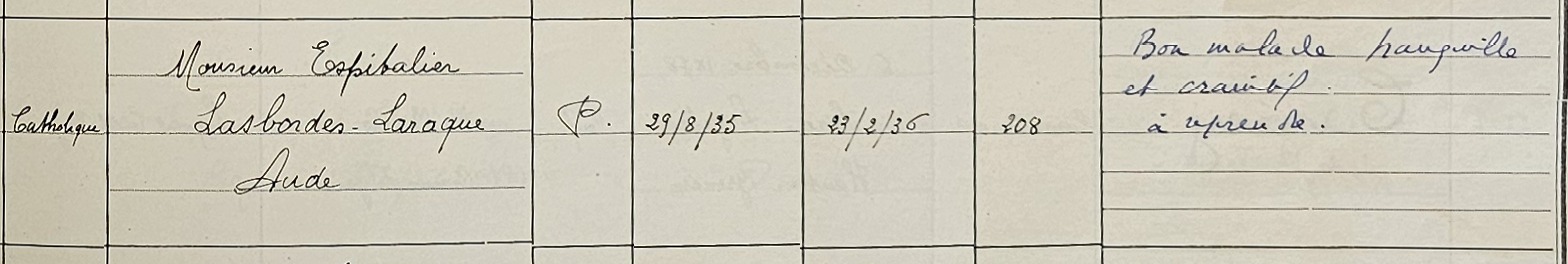 Catholique
Monsieur Espitalier
Lasbordes-Laraque
Aude
P.
29/8/35
23/2/36
208
Bon malade tranquille
et craintif.
à reprendre.